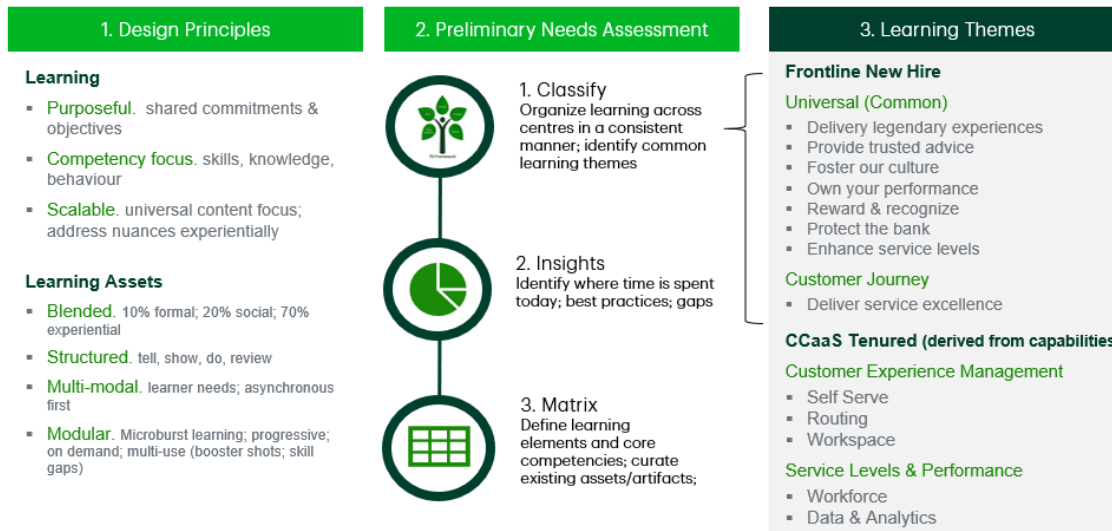 1. Design Principles
Learning
▪ Purposeful. shared commitments &
objectives
▪ Competency focus. skills, knowledge,
behaviour
▪ Scalable. universal content focus;
address nuances experientially
Learning Assets
▪ Blended. 10% formal; 20% social; 70%
experiential
▪ Structured. tell, show, do, review
▪ Multi-modal. learner needs; asynchronous
first
▪ Modular. Microburst learning; progressive;
on demand; multi-use (booster shots; skill
gaps)
2. Preliminary Needs Assessment
1. Classify
Organize learning across
centres in a consistent
manner; identify common
learning themes
2. Insights
Identify where time is spent
today; best practices; gaps
3. Matrix
Define learning
elements and core
competencies; curate
existing assets/artifacts;
3. Learning Themes
Frontline New Hire
Universal (Common)
▪ Delivery legendary experiences
▪ Provide trusted advice
▪ Foster our culture
▪ Own your performance
▪ Reward & recognize
▪ Protect the bank
▪ Enhance service levels
Customer Journey
▪ Deliver service excellence
CCaaS Tenured (derived from capabilities
Customer Experience Management
▪ Self Serve
▪ Routing
▪ Workspace
Service Levels & Performance
▪ Workforce
▪ Data & Analytics